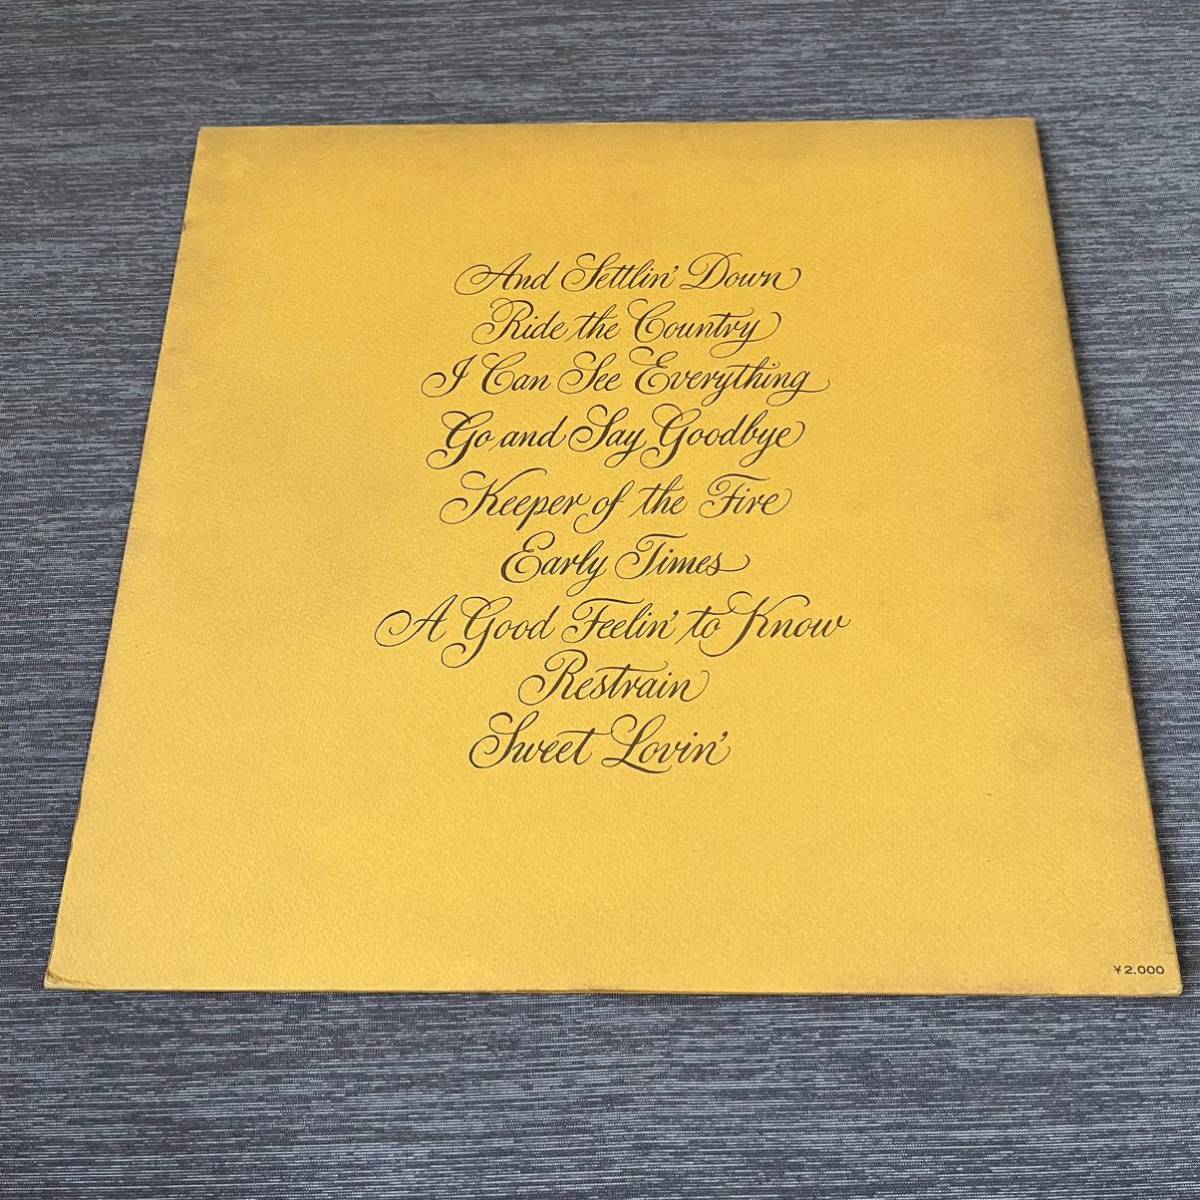 And Settlin' Down
Ride the Country
I Can See Everything
Go and Say Goodbye
Keeper of the Fire
Early Times
A Good Feelin' to Know
Restrain
Sweet Lovin'
¥2,000